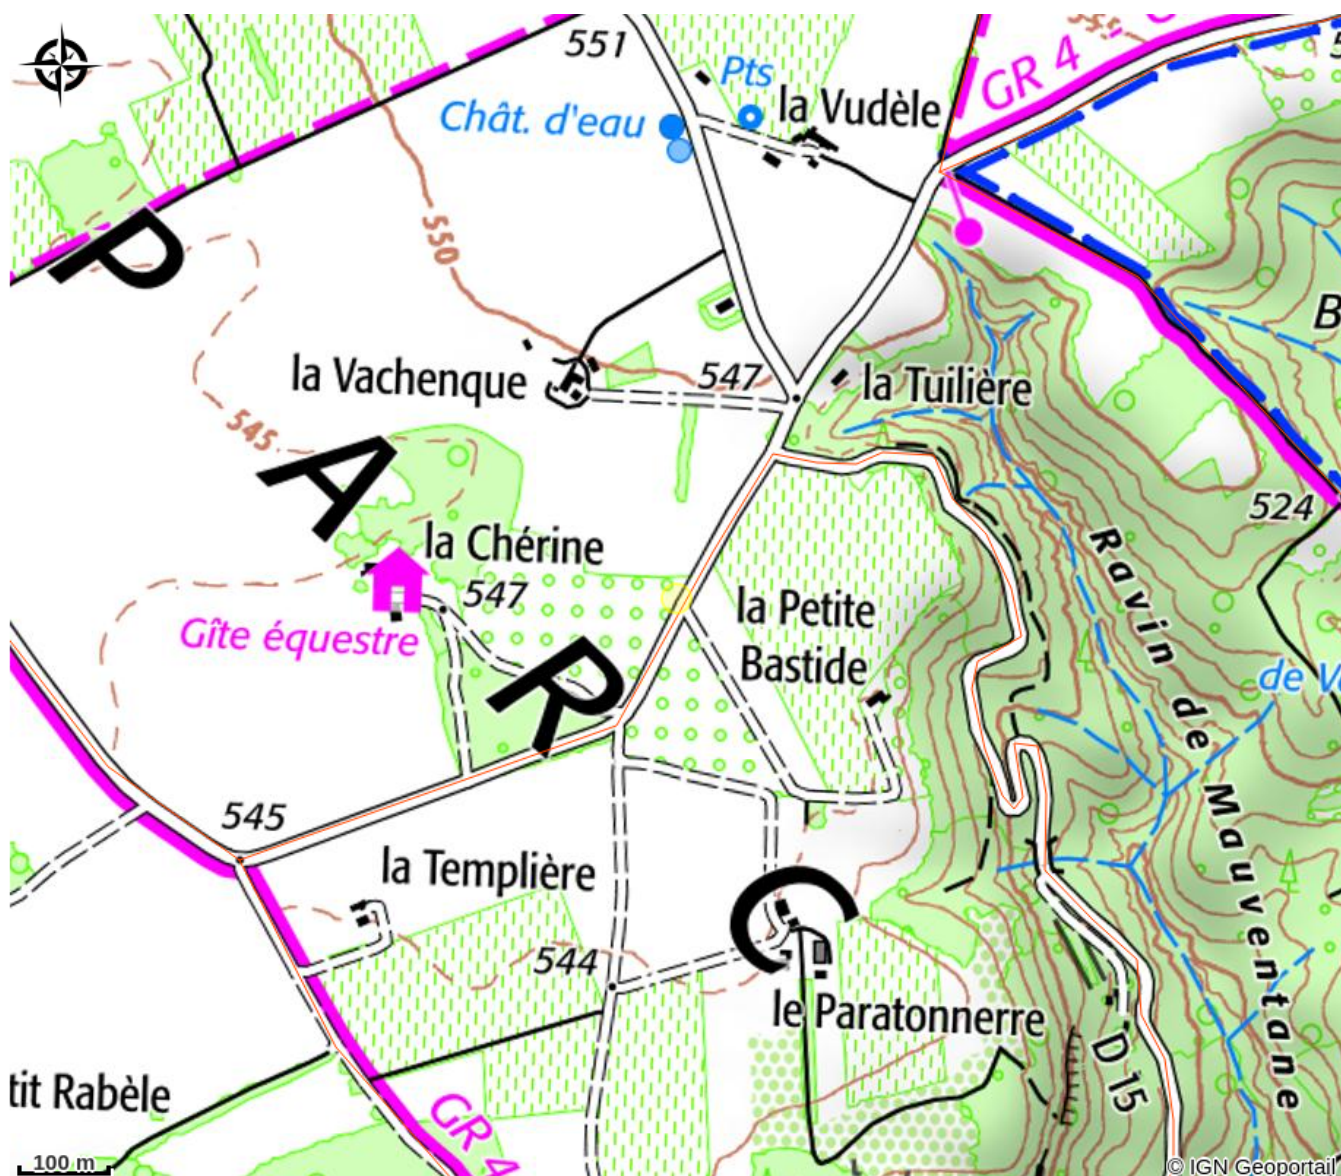 551
Pts
la Vudèle
Chât. d'eau
GR 4
P
550
la Vachenque
547
la Tuilière
545
A
524
la Chérine
547
Gîte équestre
R
la Petite
Bastide
Ravin de Mauventane
545
la Templière
C
544
le Paratonnerre
D 15
tit Rabèle
GR 4
100 m
© IGN Geoportail